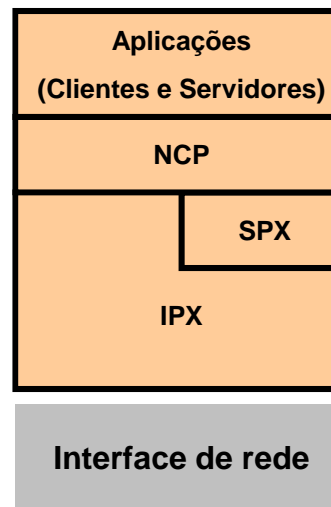 Aplicações
(Clientes e Servidores)
NCP
SPX
IPX
Interface de rede